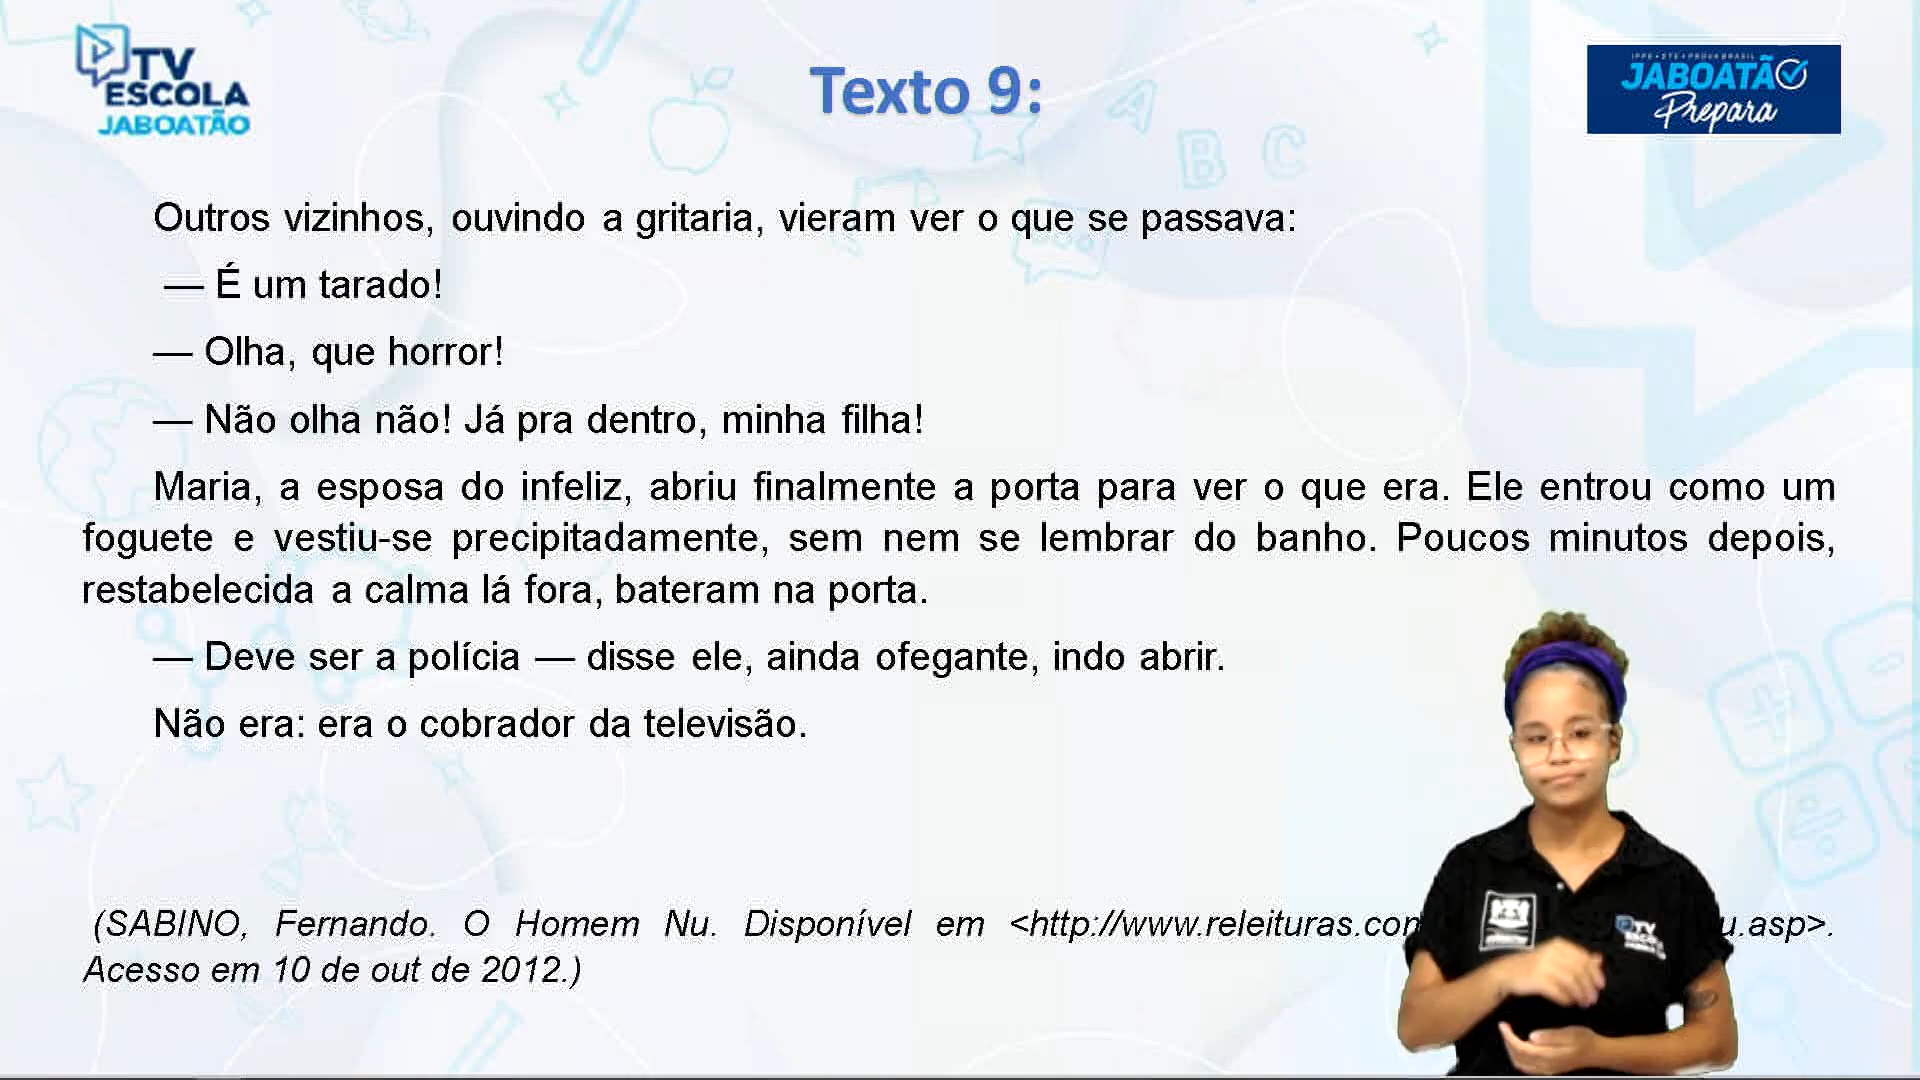 TV
ESCOLA
JABOATÃO
Texto 9:
JABOATÃO
Prepara
Outros vizinhos, ouvindo a gritaria, vieram ver o que se passava:
— É um tarado!
— Olha, que horror!
— Não olha não! Já pra dentro, minha filha!
Maria, a esposa do infeliz, abriu finalmente a porta para ver o que era. Ele entrou como um
foguete e vestiu-se precipitadamente, sem nem se lembrar do banho. Poucos minutos depois,
restabelecida a calma lá fora, bateram na porta.
— Deve ser a polícia — disse ele, ainda ofegante, indo abrir.
Não era: era o cobrador da televisão.
(SABINO, Fernando. O Homem Nu. Disponível em <http://www.releituras.con u.asp>.
Acesso em 10 de out de 2012.)
A
B C
TV